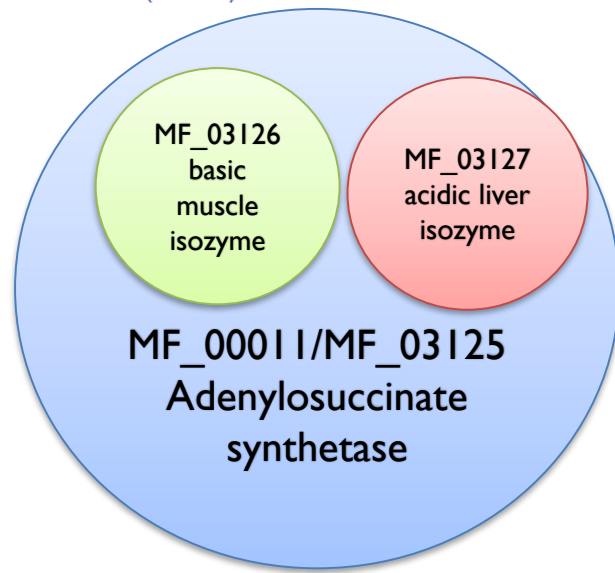 MF_03126
basic
muscle
isozyme
MF_03127
acidic liver
isozyme
MF_00011/MF_03125
Adenylosuccinate
synthetase